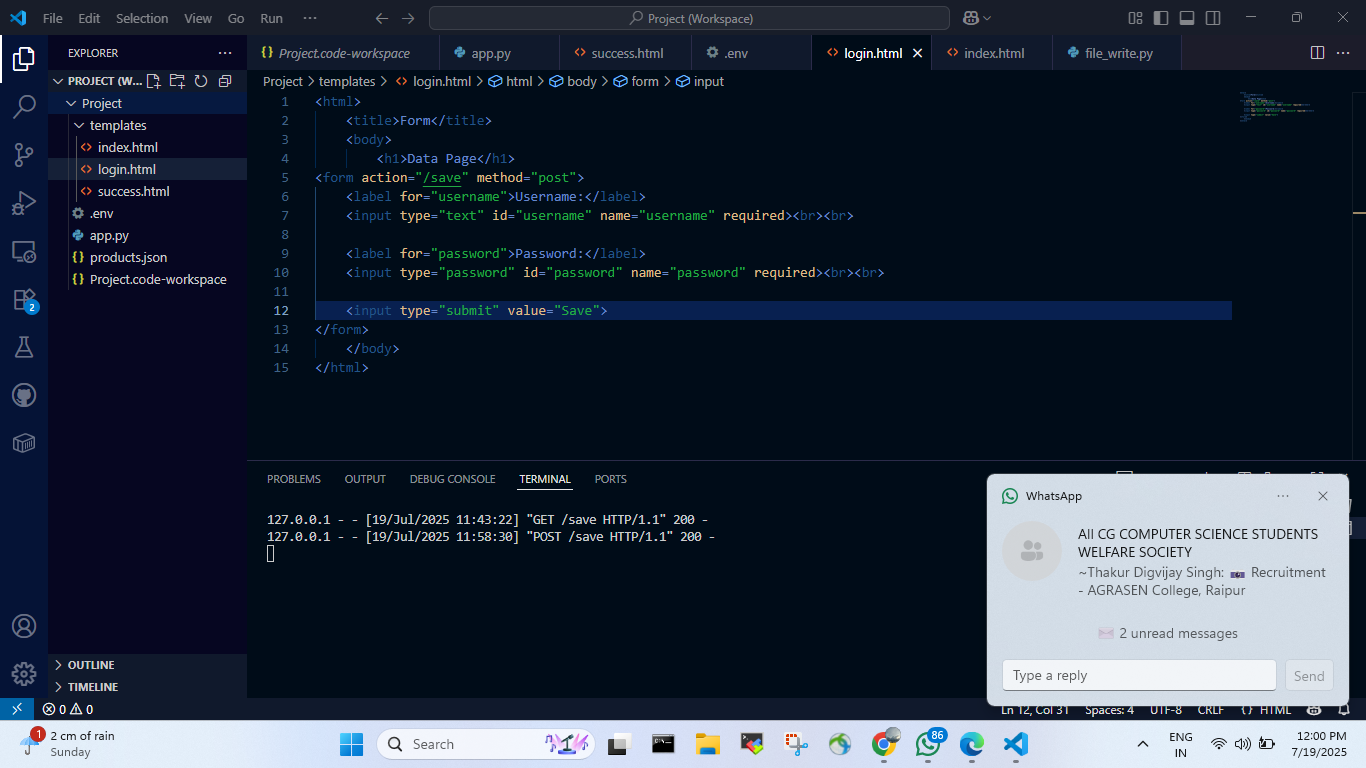 File Edit Selection View Go Run ··· Project (Workspace)
EXPLORER ···
Project.code-workspace app.py success.html .env login.html index.html file_write.py
PROJECT (W...
Project > templates > login.html > html > body > form > input
Project
templates
index.html
login.html
success.html
.env
app.py
products.json
Project.code-workspace
1 <html>
2 <title>Form</title>
3 <body>
4 <h1>Data Page</h1>
5 <form action="/save" method="post">
6 <label for="username">Username:</label>
7 <input type="text" id="username" name="username" required><br><br>
8
9 <label for="password">Password:</label>
10 <input type="password" id="password" name="password" required><br><br>
11
12 <input type="submit" value="Save">
13 </form>
14 </body>
15 </html>
2
PROBLEMS OUTPUT DEBUG CONSOLE TERMINAL PORTS
127.0.0.1 - - [19/Jul/2025 11:43:22] "GET /save HTTP/1.1" 200 -
127.0.0.1 - - [19/Jul/2025 11:58:30] "POST /save HTTP/1.1" 200 -
WhatsApp
All CG COMPUTER SCIENCE STUDENTS
WELFARE SOCIETY
~Thakur Digvijay Singh: Recruitment
- AGRASEN College, Raipur
2 unread messages
Type a reply Send
OUTLINE
TIMELINE
0 0 Ln 12, Col 31 Spaces: 4 UTF-8 CRLF {} HTML
1 2 cm of rain
Sunday
Search
86
ENG
IN
12:00 PM
7/19/2025